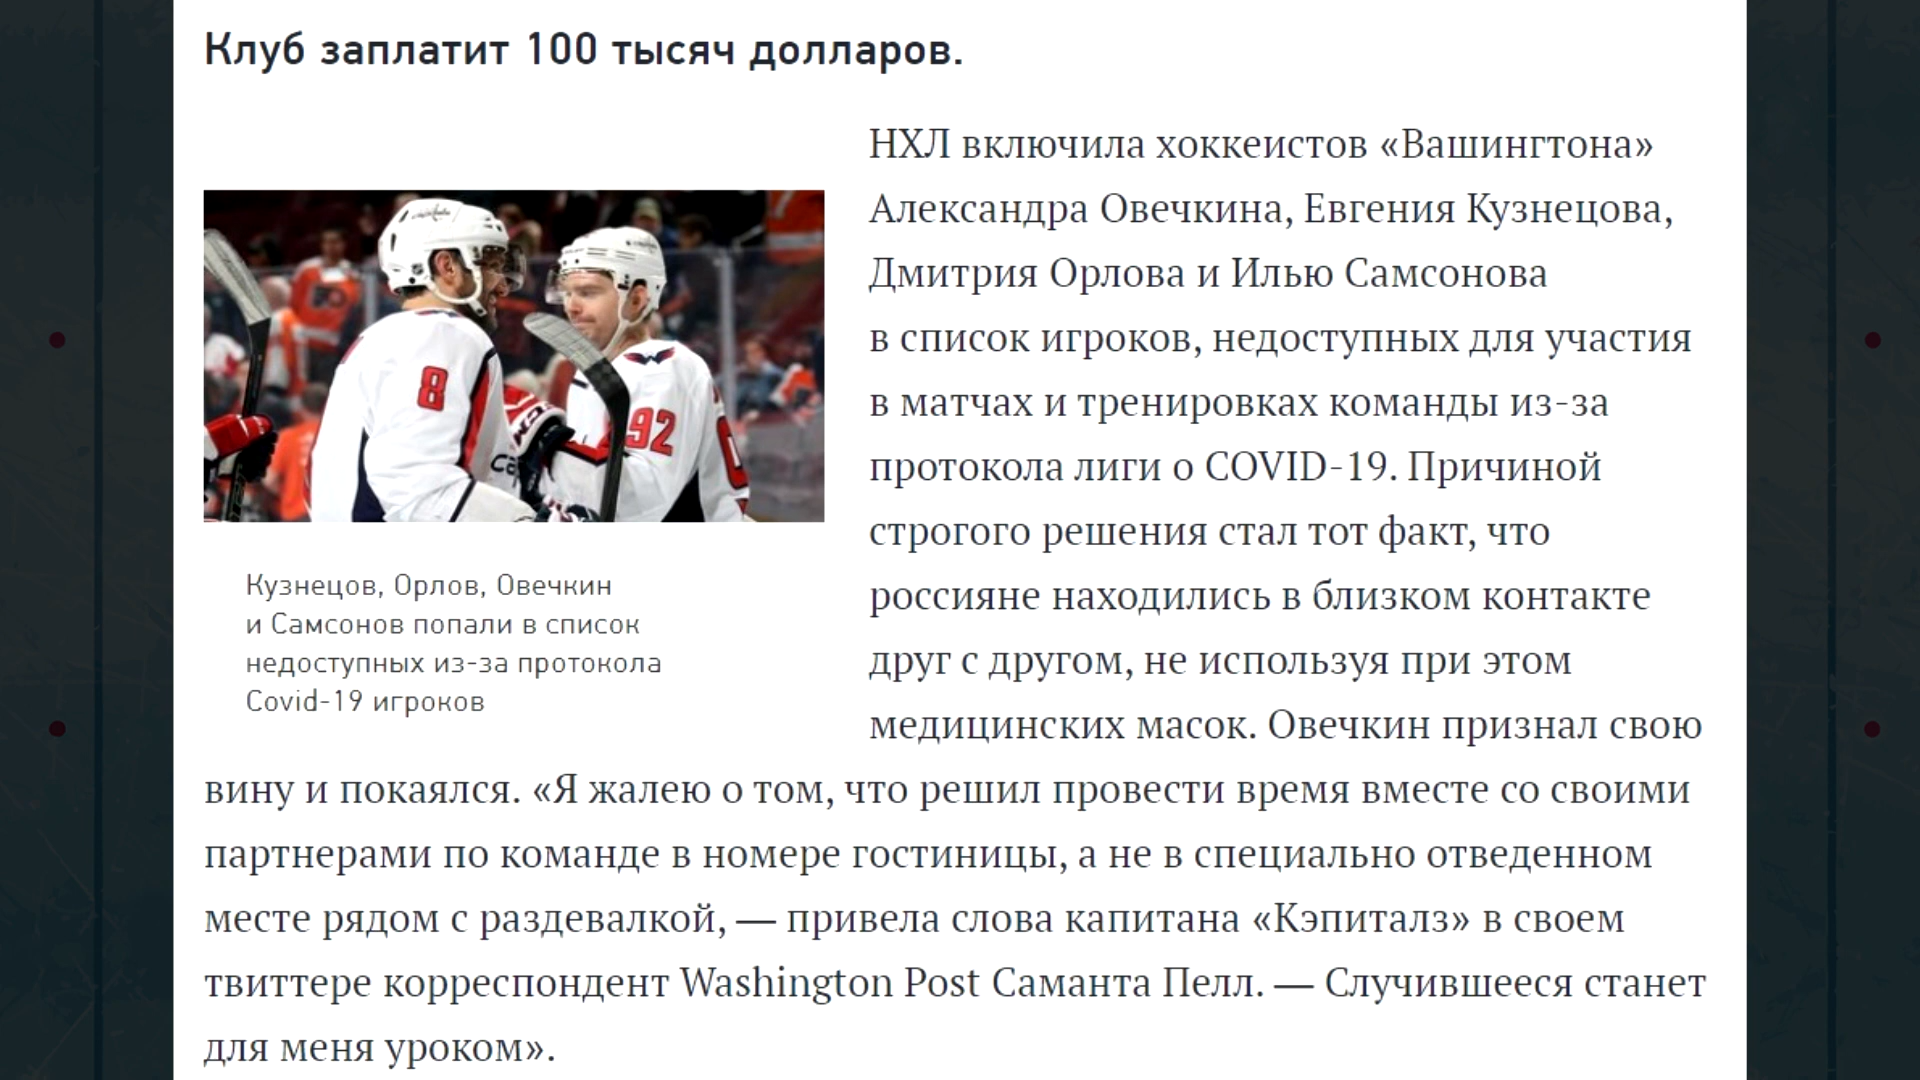 Клуб заплатит 100 тысяч долларов.
НХЛ включила хоккеистов «Вашингтона»
Александра Овечкина, Евгения Кузнецова,
Дмитрия Орлова и Илью Самсонова
в список игроков, недоступных для участия
в матчах и тренировках команды из-за
протокола лиги о COVID-19. Причиной
строгого решения стал тот факт, что
россияне находились в близком контакте
друг с другом, не используя при этом
медицинских масок. Овечкин признал свою
вину и покаялся. «Я жалею о том, что решил провести время вместе со своими
партнерами по команде в номере гостиницы, а не в специально отведенном
месте рядом с раздевалкой, — привела слова капитана «Кэпиталз» в своем
твиттере корреспондент Washington Post Саманта Пелл. — Случившееся станет
для меня уроком».
8
92
Кузнецов, Орлов, Овечкин
и Самсонов попали в список
недоступных из-за протокола
Covid-19 игроков